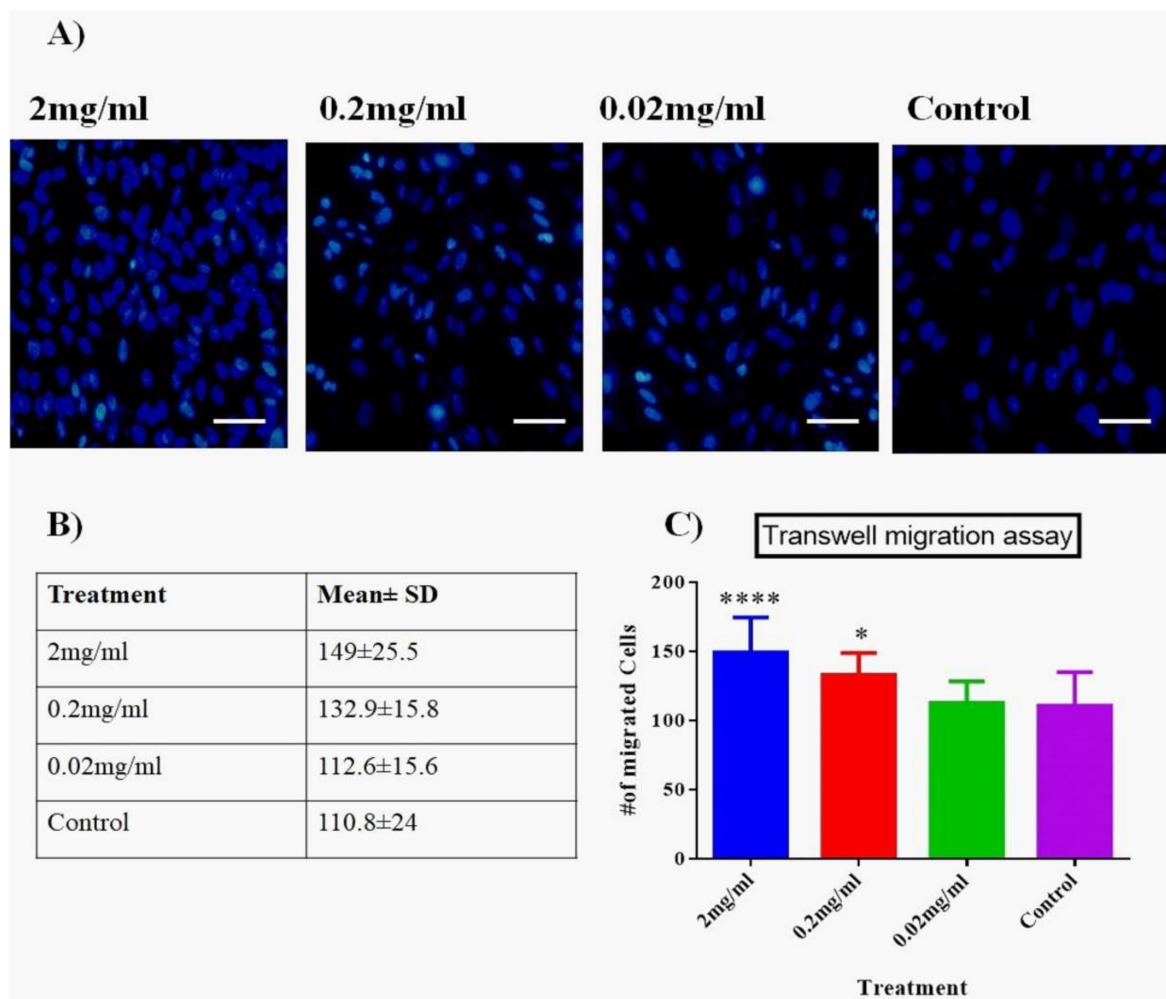 A)
2mg/ml 0.2mg/ml 0.02mg/ml Control
B)
Treatment Mean± SD
2mg/ml 149±25.5
0.2mg/ml 132.9±15.8
0.02mg/ml 112.6±15.6
Control 110.8±24
C)
Transwell migration assay
#of migrated Cells
200
150
100
50
0
****
*
2mg/ml
0.2mg/ml
0.02mg/ml
Control
Treatment